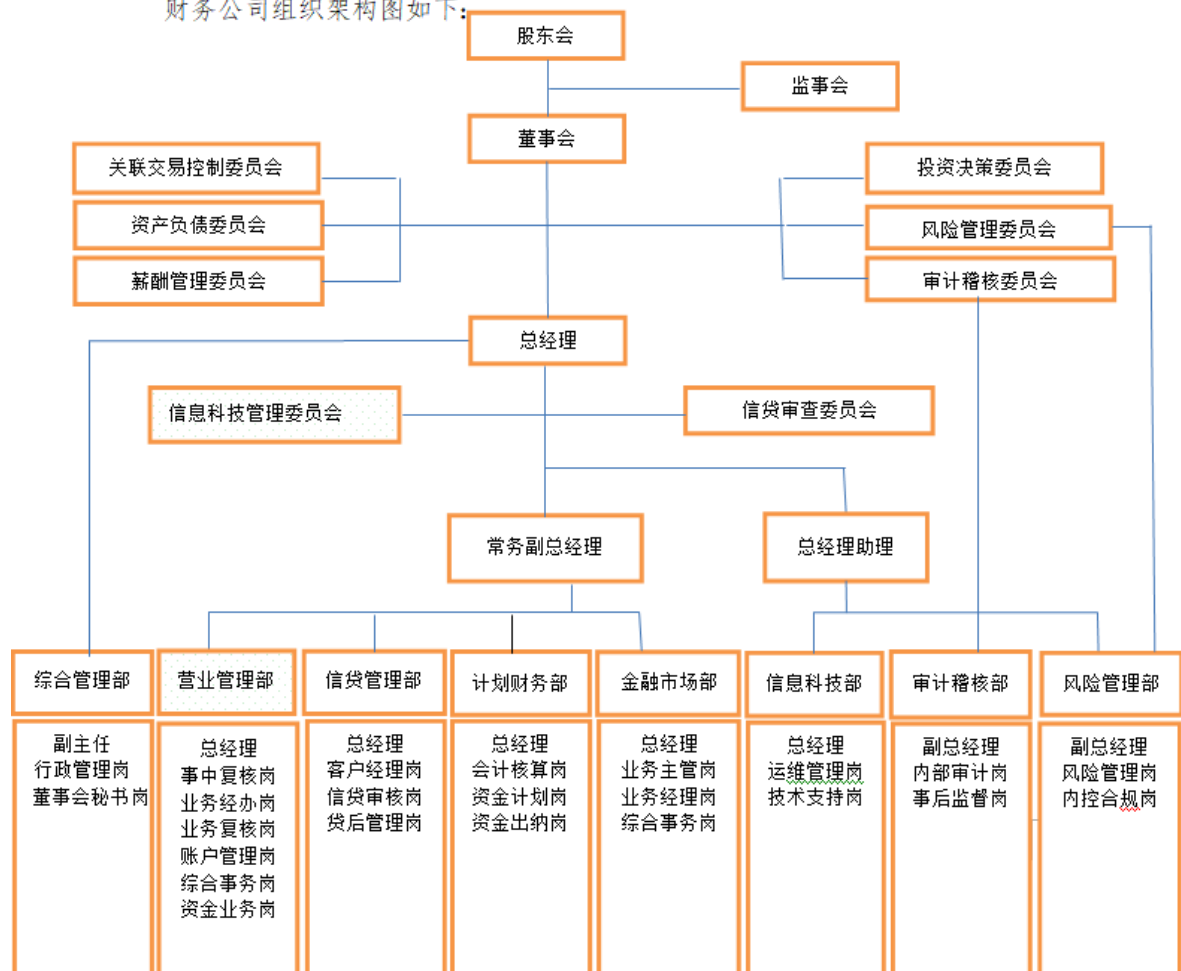 财务公司组织架构图如下:
股东会
监事会
董事会
关联交易控制委员会
投资决策委员会
资产负债委员会
风险管理委员会
薪酬管理委员会
审计稽核委员会
总经理
信息科技管理委员会
信贷审查委员会
常务副总经理
总经理助理
综合管理部
营业管理部
信贷管理部
计划财务部
金融市场部
信息科技部
审计稽核部
风险管理部
副主任
行政管理岗
董事会秘书岗
总经理
事中复核岗
业务经办岗
业务复核岗
账户管理岗
综合事务岗
资金业务岗
总经理
客户经理岗
信贷审核岗
贷后管理岗
总经理
会计核算岗
资金计划岗
资金出纳岗
总经理
业务主管岗
业务经理岗
综合事务岗
总经理
运维管理岗
技术支持岗
副总经理
内部审计岗
事后监督岗
副总经理
风险管理岗
内控合规岗